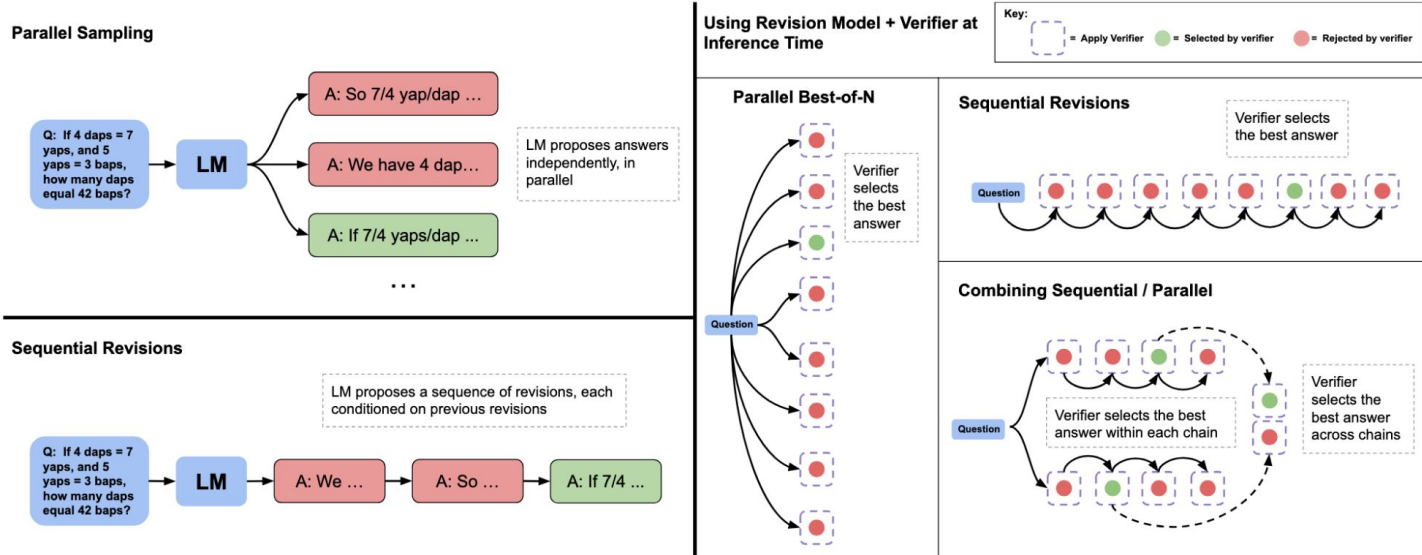 Parallel Sampling
Q: If 4 daps = 7
yaps, and 5
yaps = 3 baps,
how many daps
equal 42 baps?
LM
A: So 7/4 yap/dap …
A: We have 4 dap…
A: If 7/4 yaps/dap ...
...
LM proposes answers
independently, in
parallel
Sequential Revisions
LM proposes a sequence of revisions, each
conditioned on previous revisions
Q: If 4 daps = 7
yaps, and 5
yaps = 3 baps,
how many daps
equal 42 baps?
LM
A: We …
A: So …
A: If 7/4 ...
Using Revision Model + Verifier at
Inference Time
Key:
= Apply Verifier
= Selected by verifier
= Rejected by verifier
Parallel Best-of-N
Verifier
selects
the best
answer
Question
Sequential Revisions
Verifier selects
the best answer
Question
Combining Sequential / Parallel
Question
Verifier selects the best
answer within each chain
Verifier
selects the
best answer
across chains